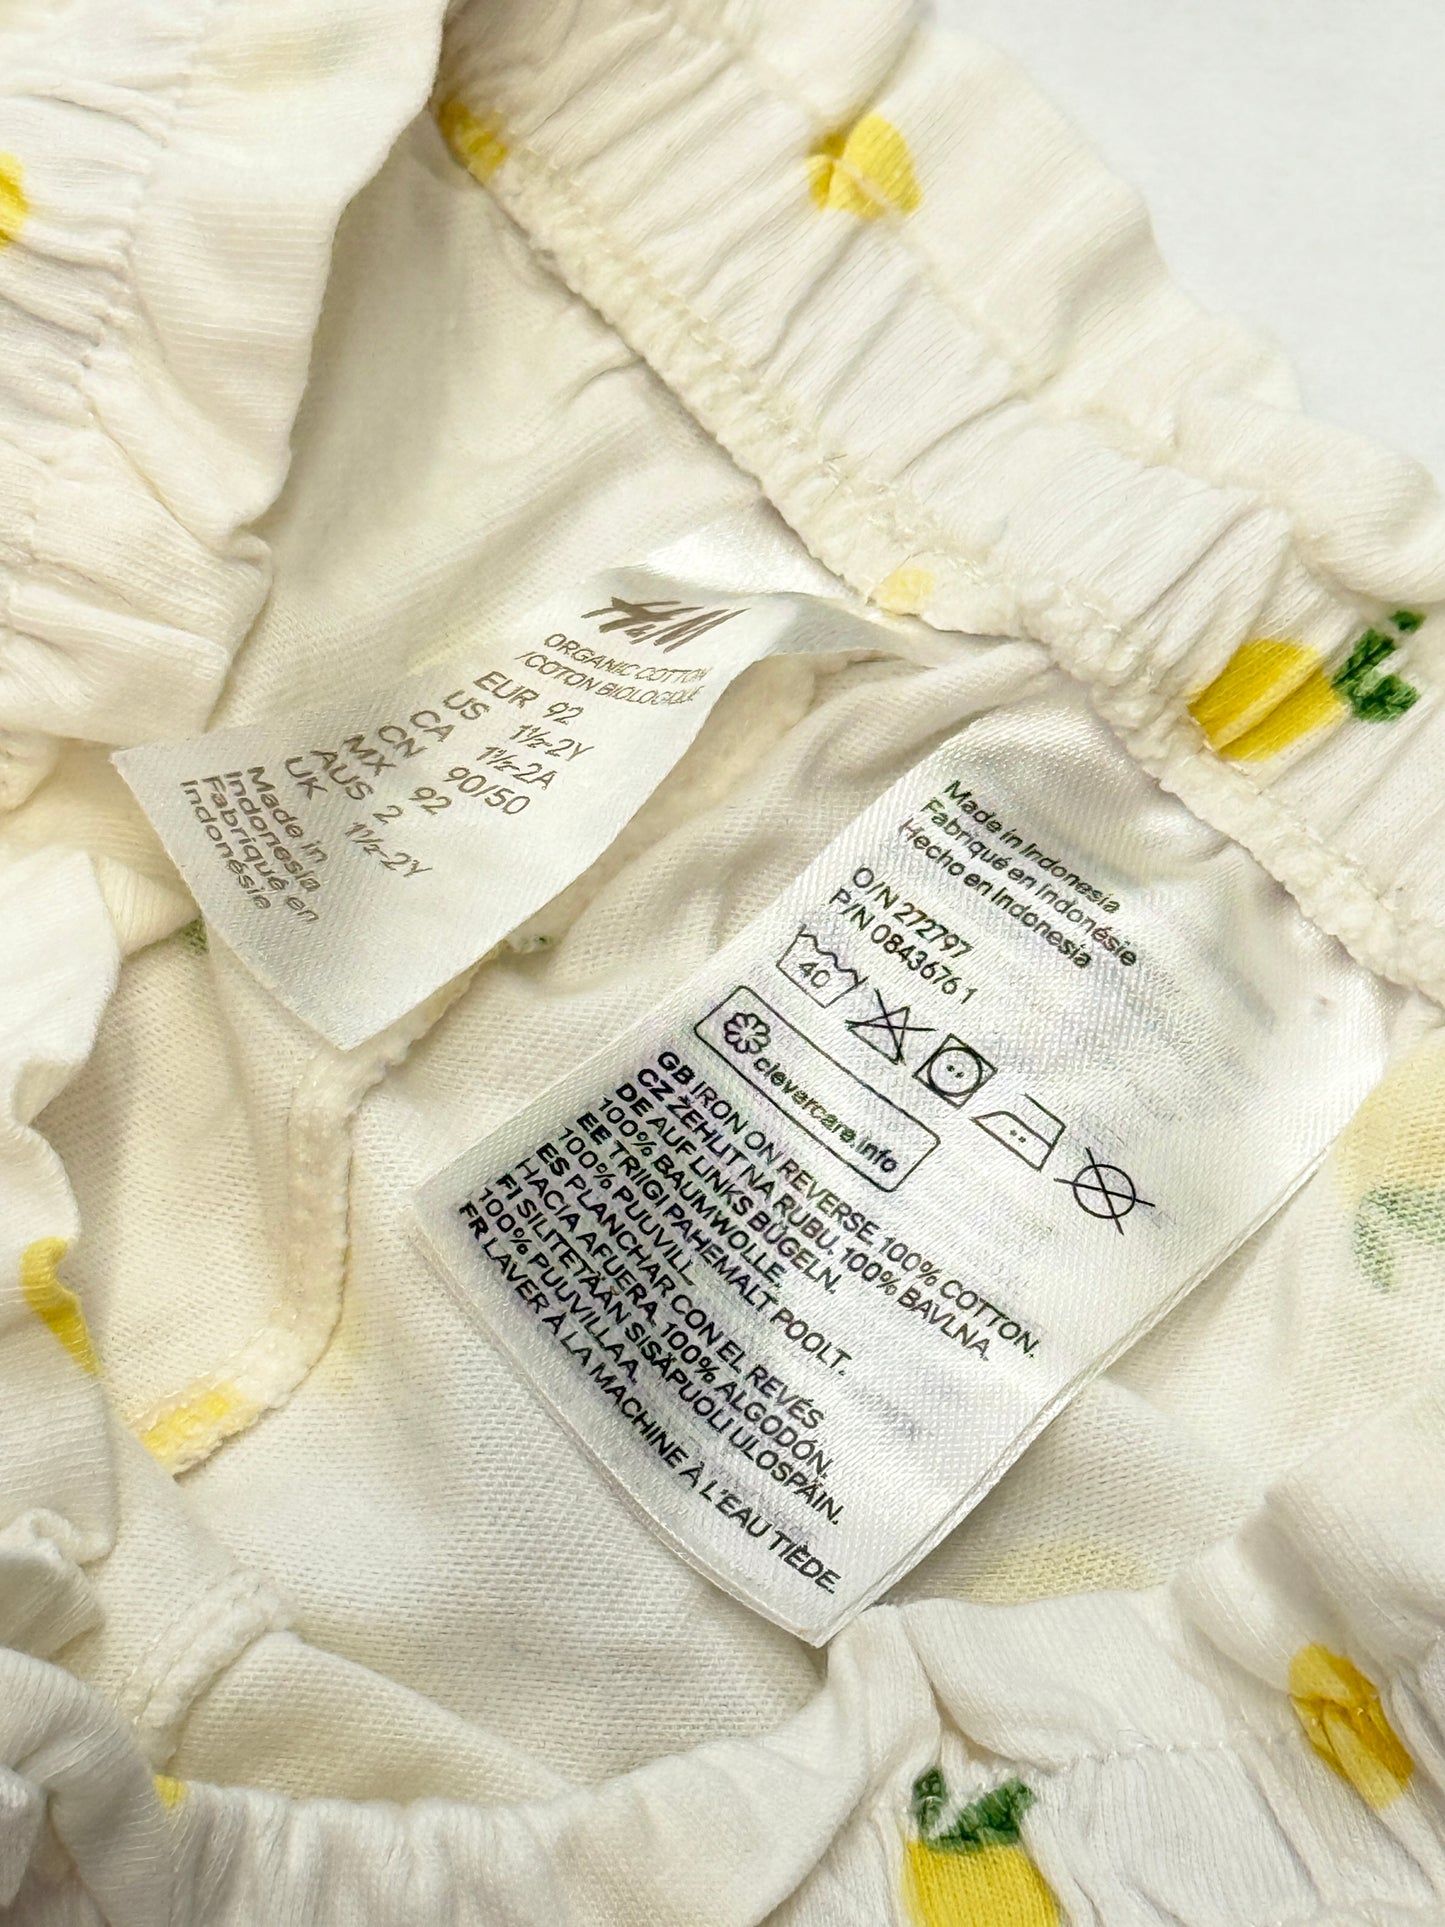 H&M
ORGANIC COTTON
/COTON BIOLOGIQUE
EUR 92
US 1½-2Y
CA 1½-2A
CN 90/50
MX 92
AUS 2
UK 1½-2Y
Made in
Indonesia
Fabriqué en
Indonésie
Made in Indonesia
Fabriqué en Indonésie
Hecho en Indonesia
O/N 272797
P/N 0843676 1
40
clevercare.info
GB IRON ON REVERSE. 100% COTTON.
CZ ŽEHLIT NA RUBU. 100% BAVLNA.
DE AUF LINKS BÜGELN.
100% BAUMWOLLE.
EE TRIIGI PAHEMALT POOLT.
100% PUUVILL.
ES PLANCHAR CON EL REVÉS
HACIA AFUERA. 100% ALGODÓN.
FI SILITETÄÄN SISÄPUOLI ULOSPÄIN.
100% PUUVILLAA.
FR LAVER À LA MACHINE À L'EAU TIÈDE.